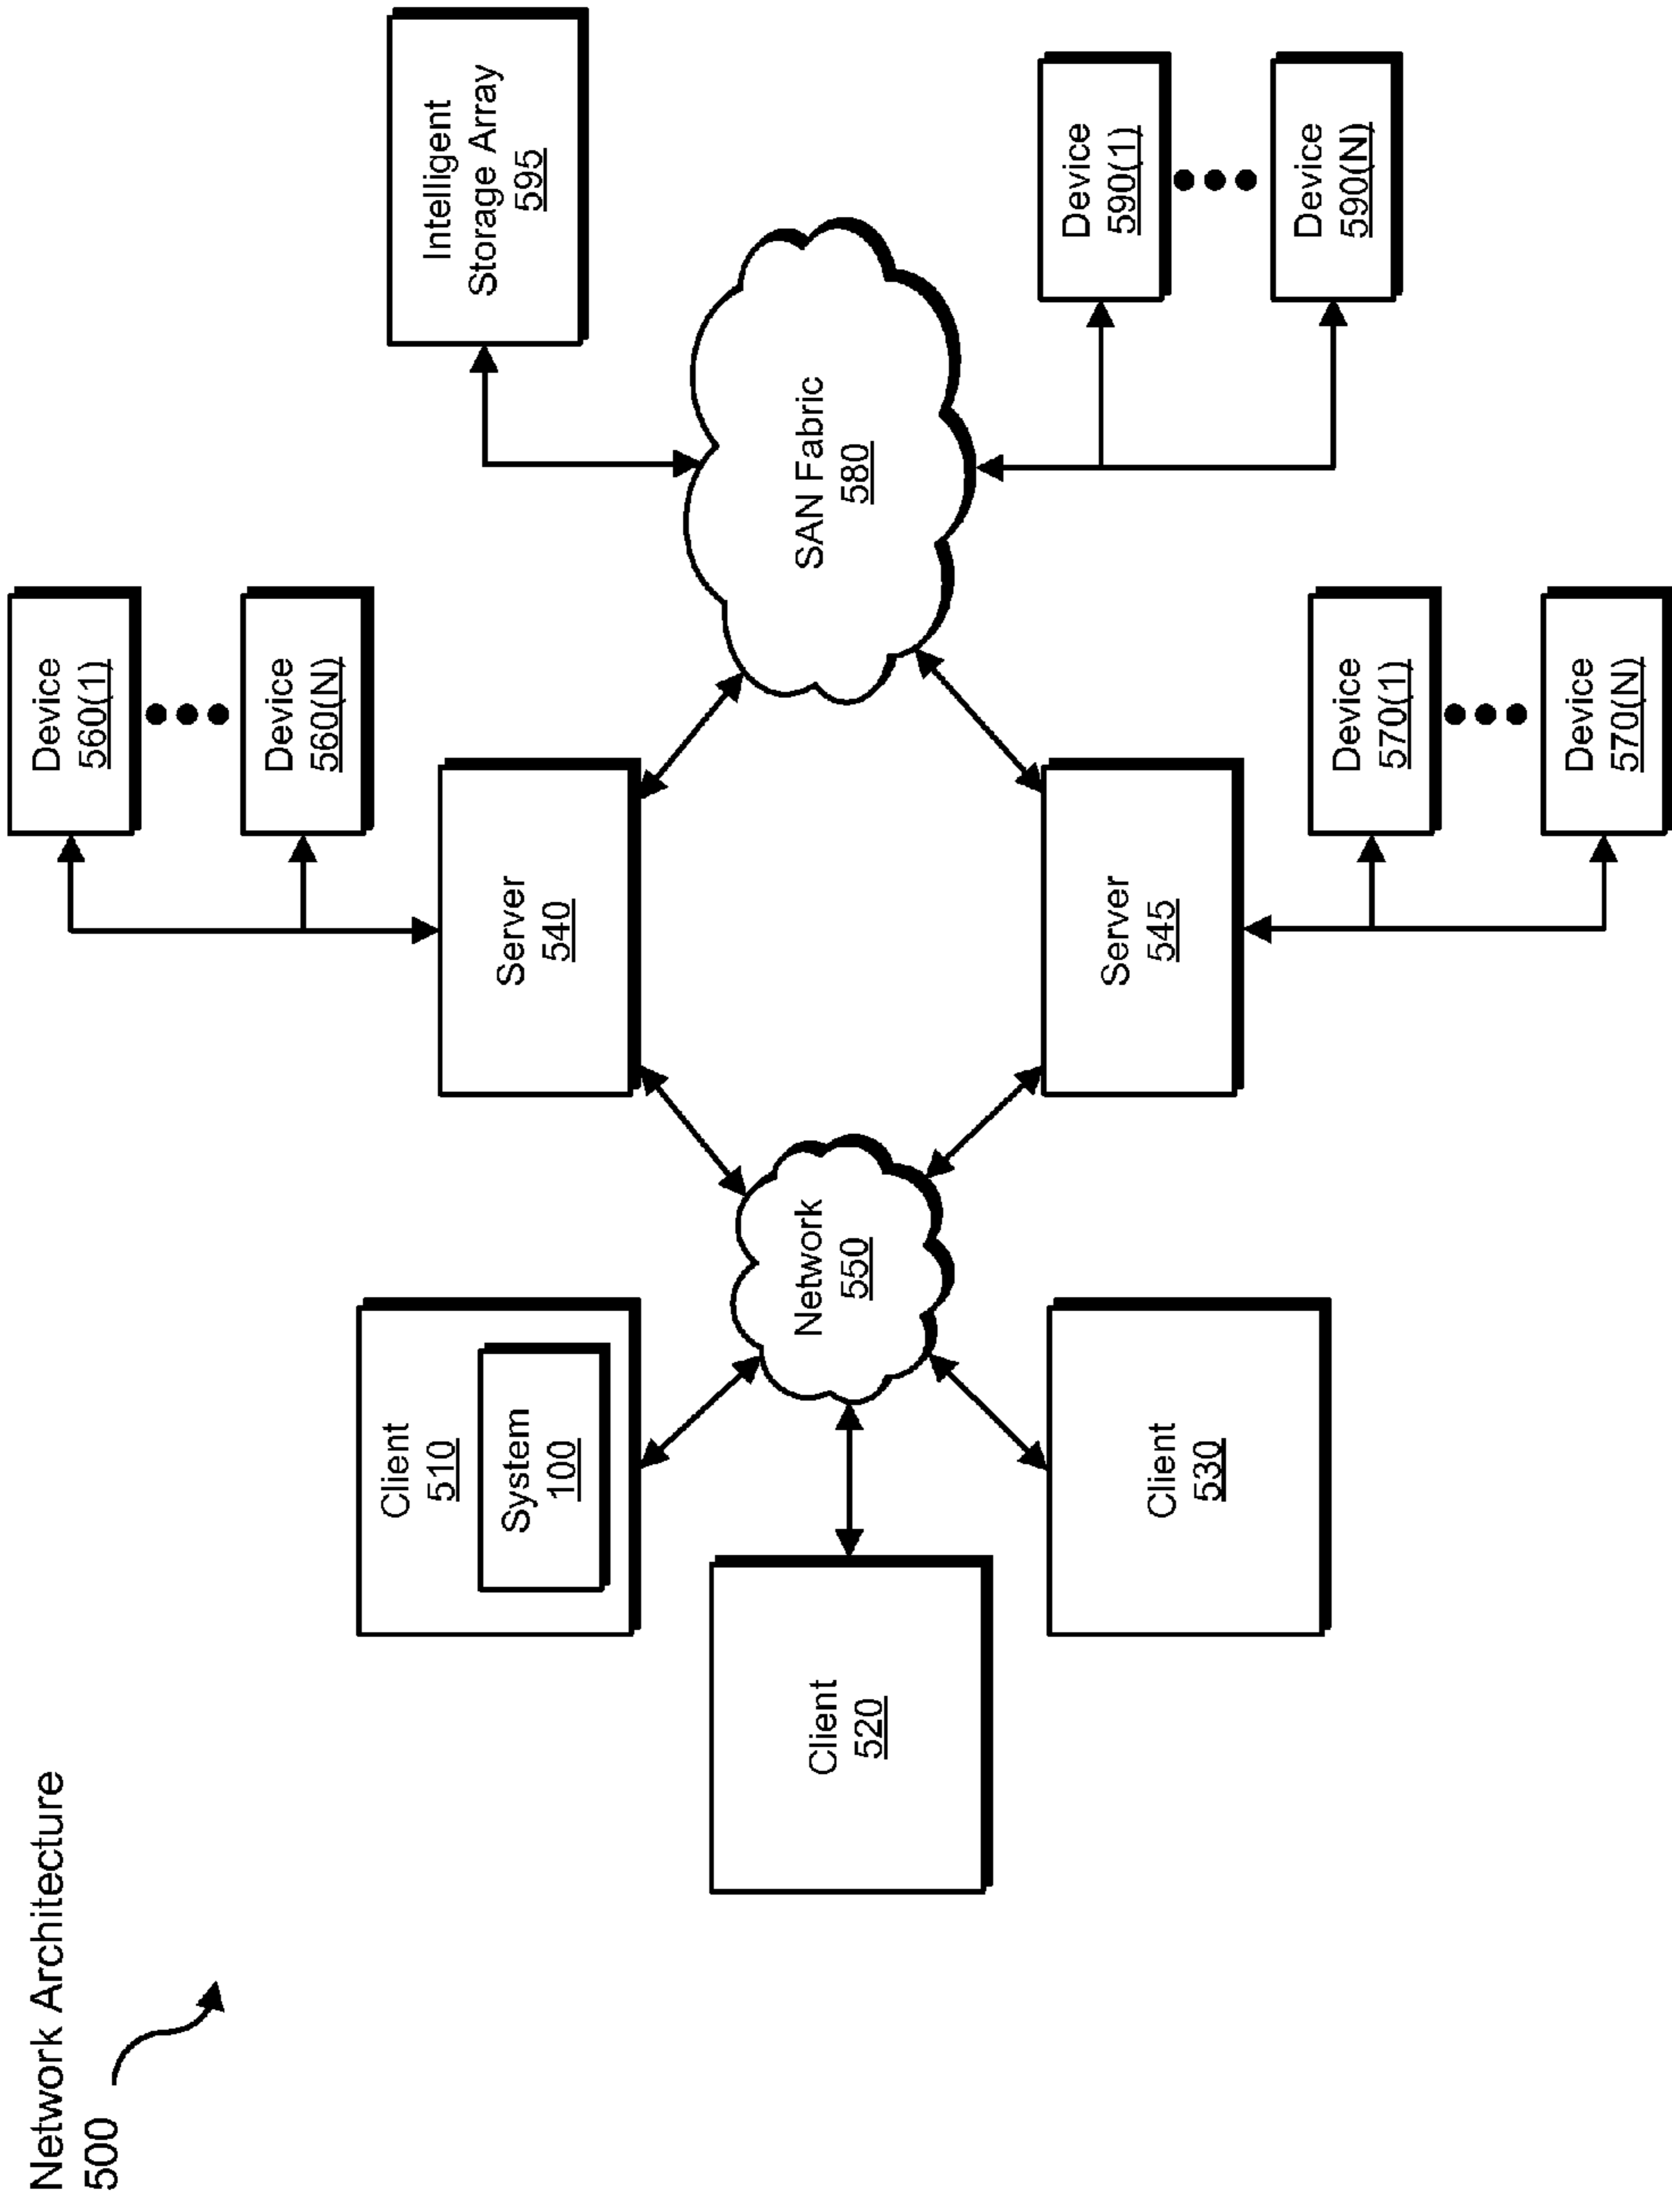 Network Architecture
500
Client
510
System
100
Client
520
Client
530
Network
550
Device
560(1)
Device
560(N)
Server
540
Server
545
Device
570(1)
Device
570(N)
SAN Fabric
580
Intelligent
Storage Array
595
Device
590(1)
Device
590(N)